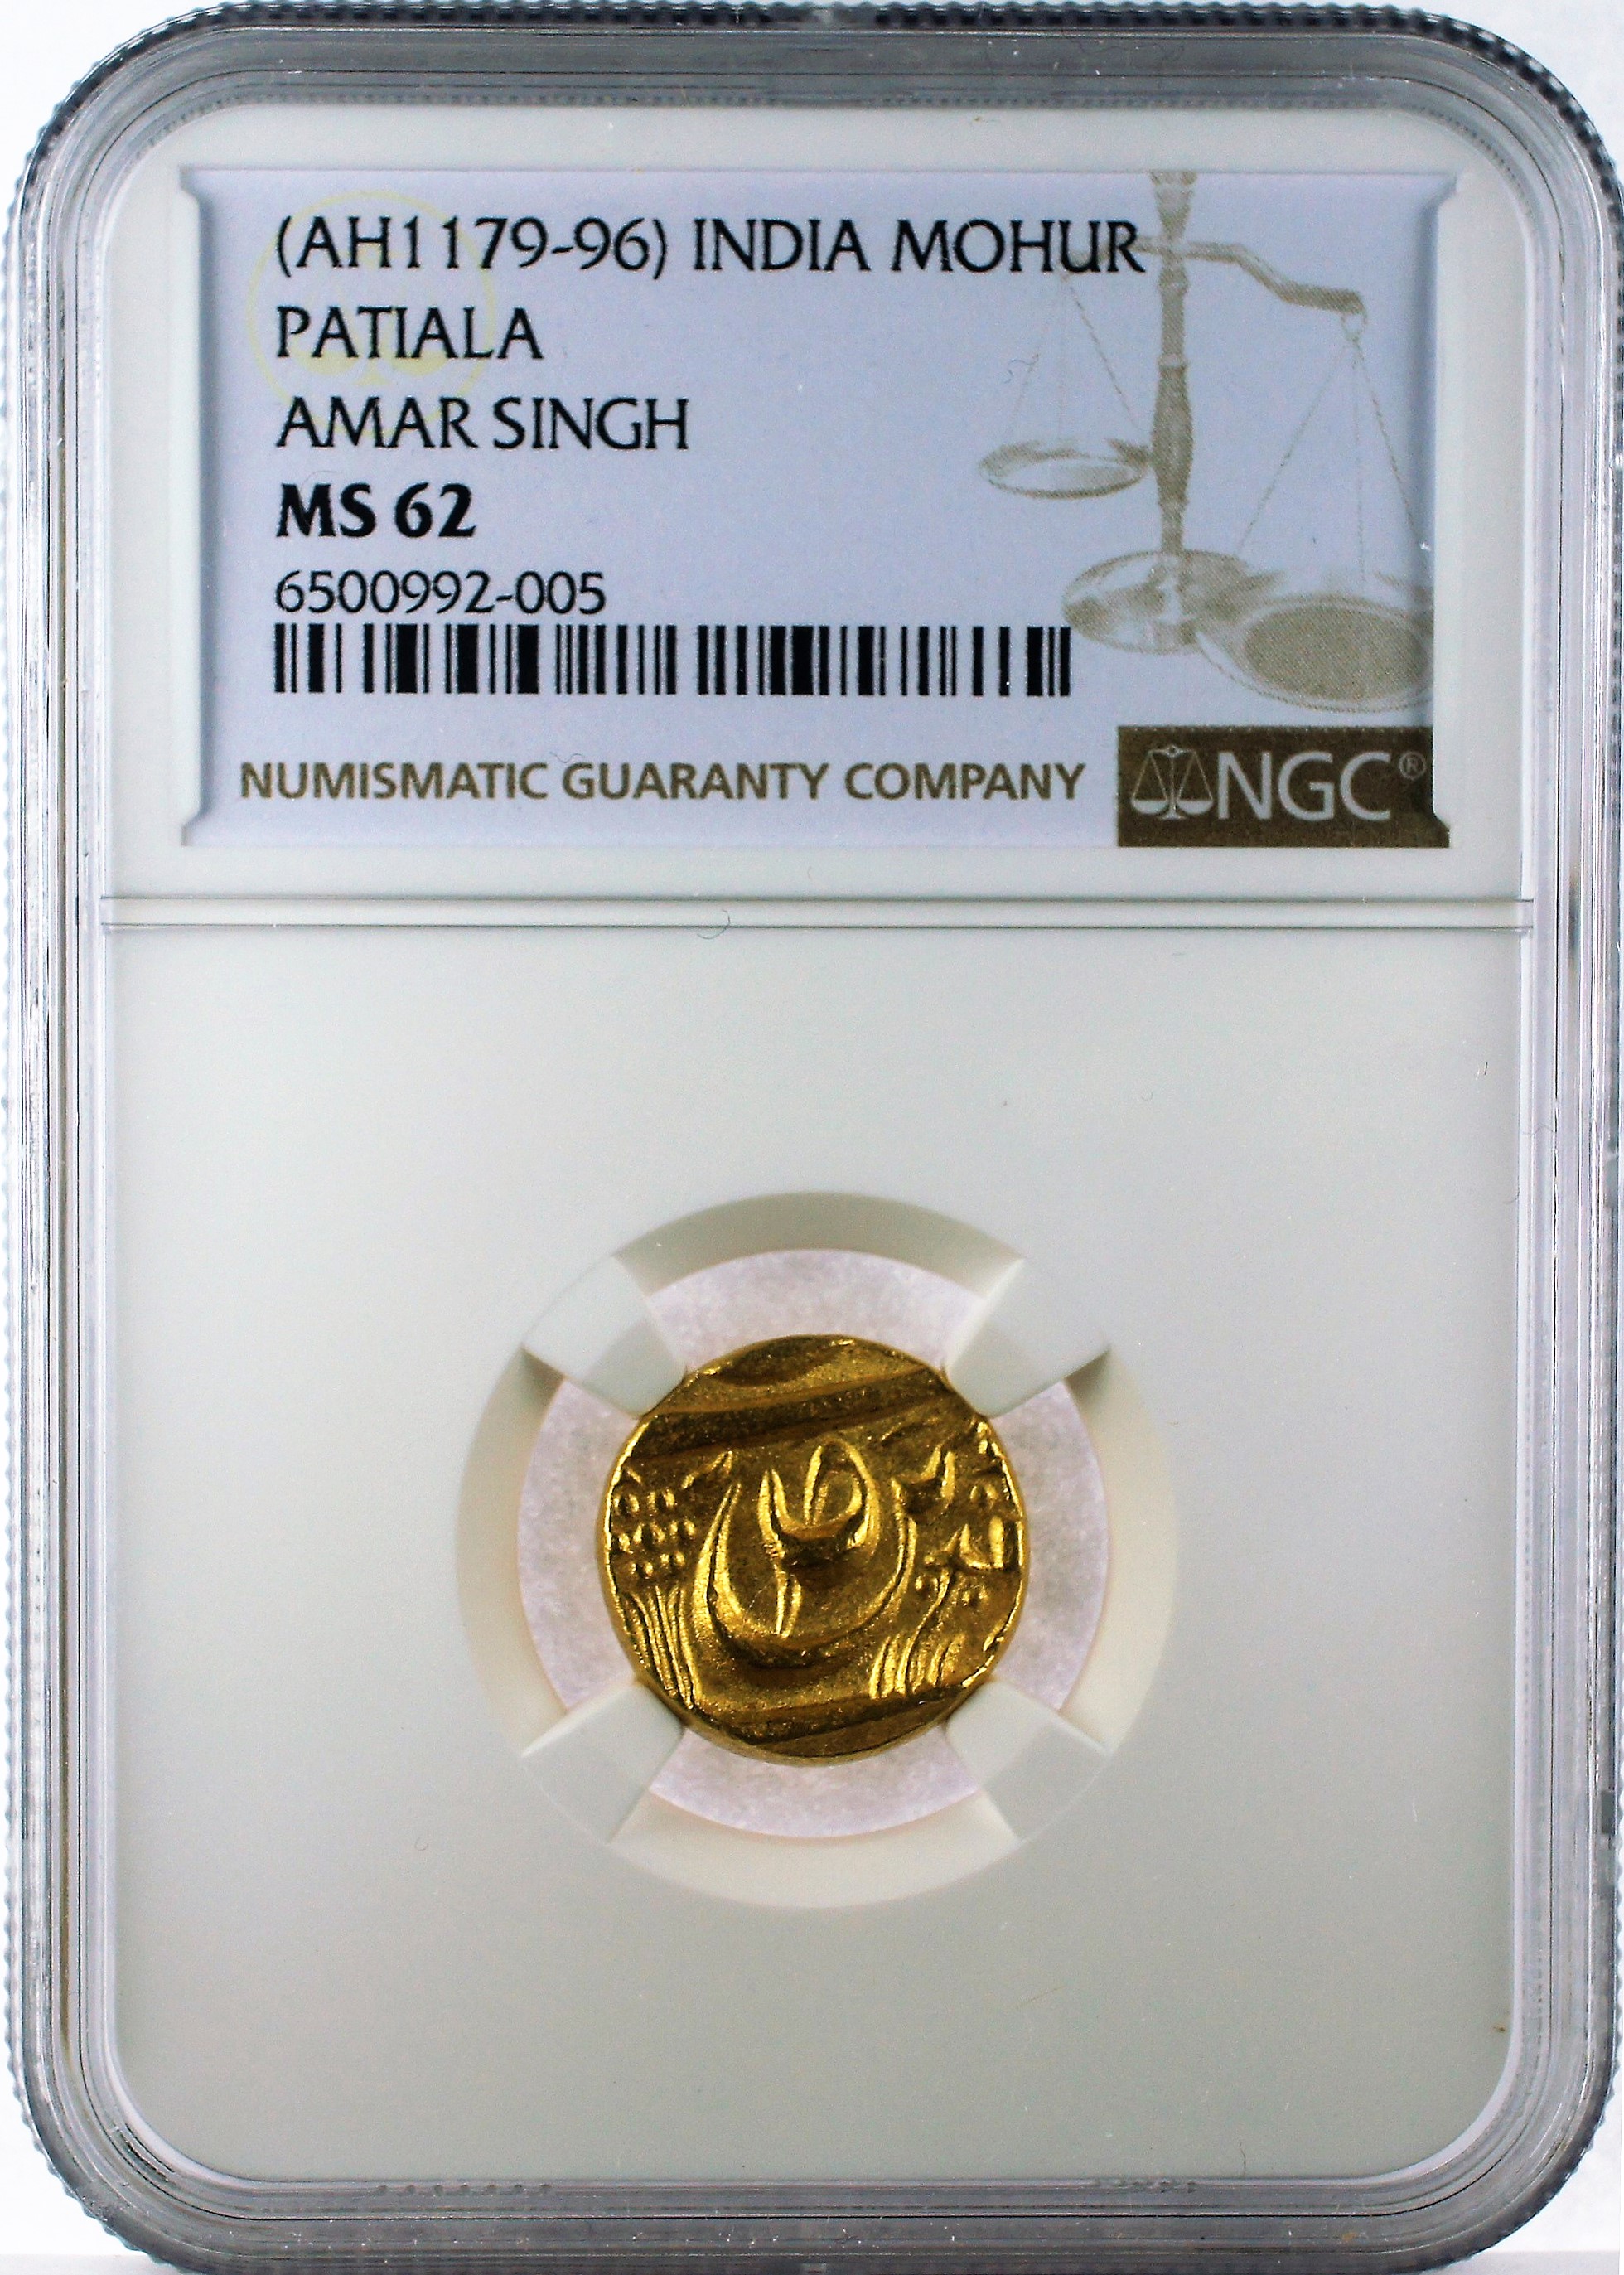 (AH1179-96) INDIA MOHUR
PATIALA
AMAR SINGH
MS 62
6500992-005
NUMISMATIC GUARANTY COMPANY
NGC®